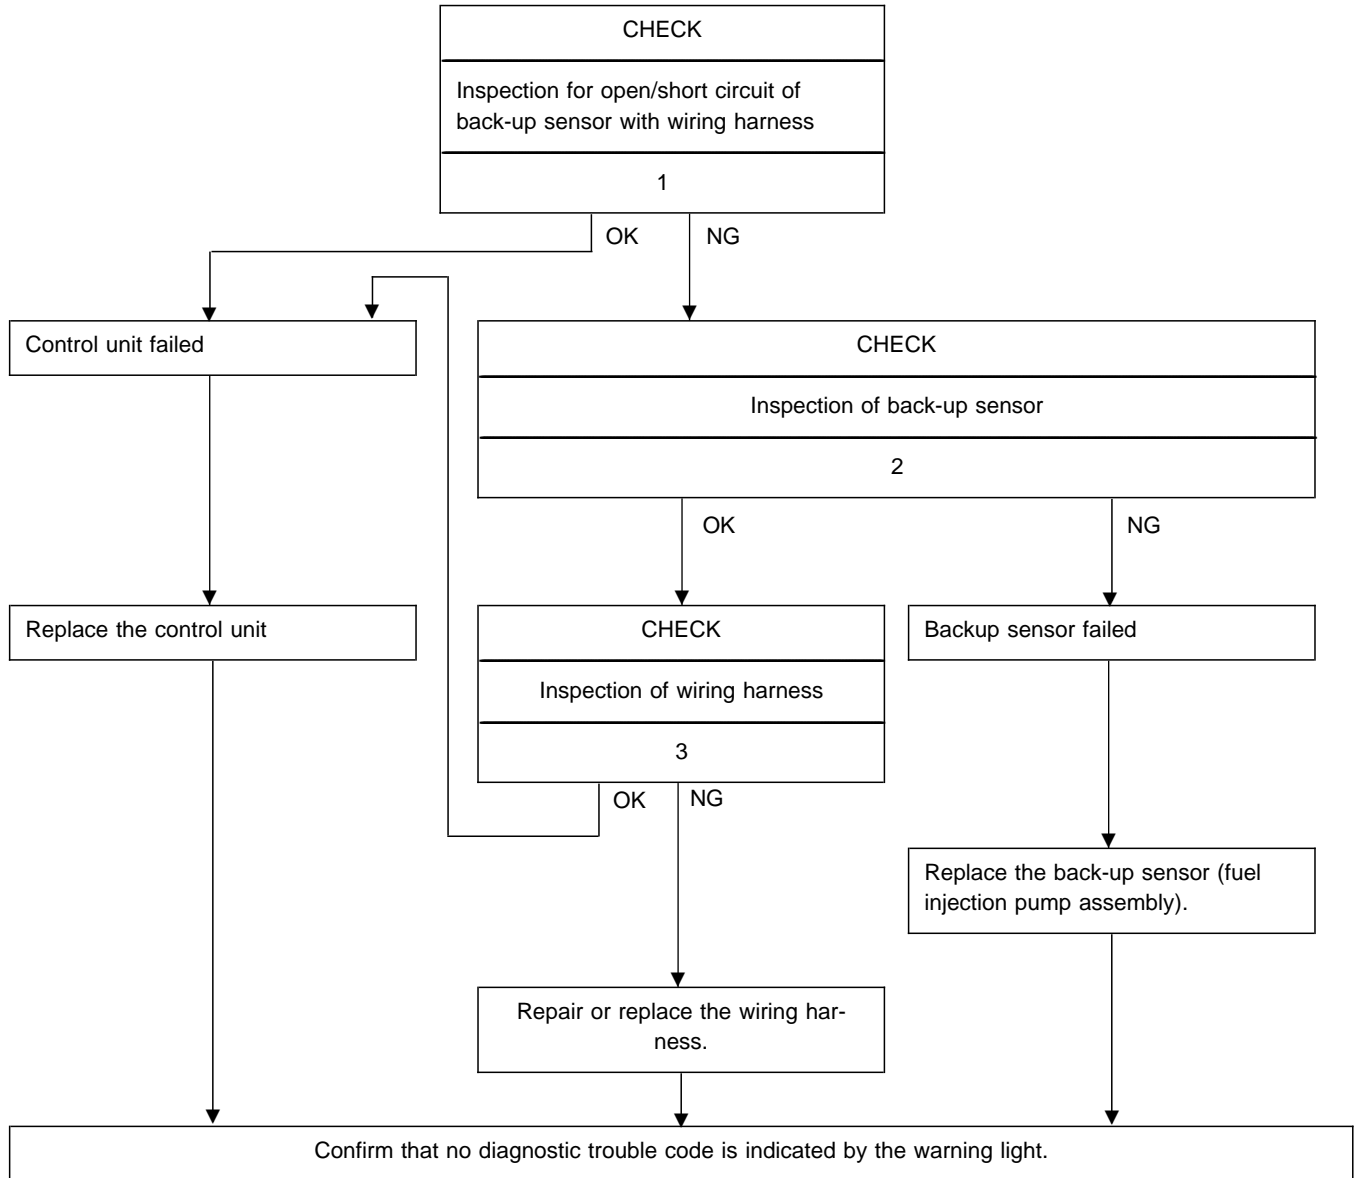 CHECK
Inspection for open/short circuit of
back-up sensor with wiring harness
1
OK
NG
Control unit failed
CHECK
Inspection of back-up sensor
2
OK
NG
Replace the control unit
CHECK
Inspection of wiring harness
3
Backup sensor failed
OK
NG
Replace the back-up sensor (fuel
injection pump assembly).
Repair or replace the wiring har-
ness.
Confirm that no diagnostic trouble code is indicated by the warning light.